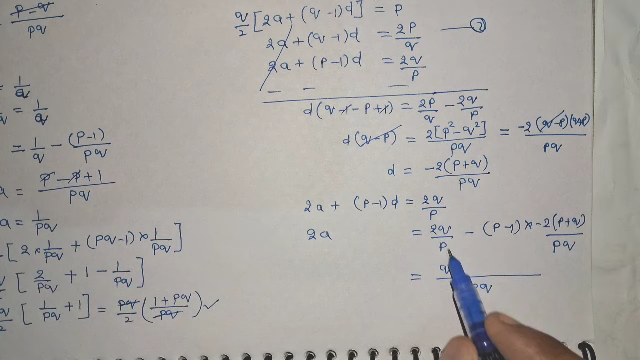 p-q/pq
= 1/q
= 1/q
= 1/q - (p-1)/pq
a = p-p+1/pq
a = 1/pq
[2×1/pq + (pq-1)×1/pq]
[2/pq + 1 - 1/pq]
[1/pq + 1] = pq/2 (1+pq/pq) ✓
q/2 [2a+(q-1)d] = p
2a+(q-1)d = 2p/q — ②
2a+(p-1)d = 2q/p
- - -
d(q-1-p+1) = 2p/q - 2q/p
d(q-p) = 2[p²-q²]/pq = -2(q-p)(q+p)/pq
d = -2(p+q)/pq
2a + (p-1)d = 2q/p
2a = 2q/p - (p-1)×-2(p+q)/pq
= pq